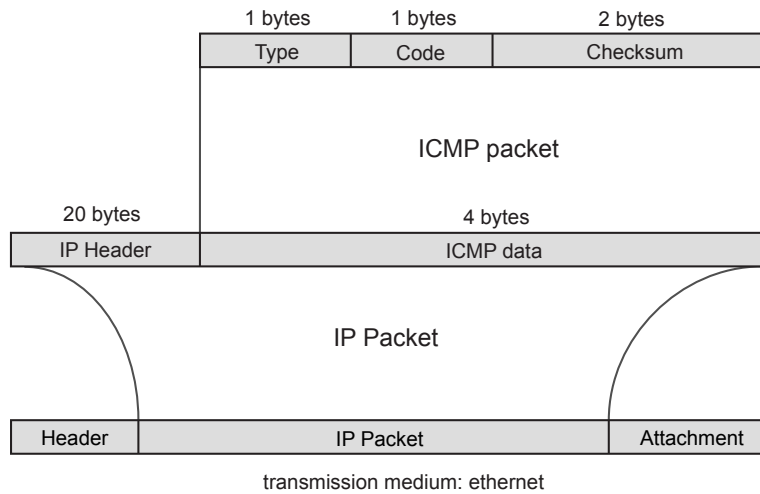 1 bytes 1 bytes 2 bytes
Type Code Checksum
ICMP packet
20 bytes 4 bytes
IP Header ICMP data
IP Packet
Header IP Packet Attachment
transmission medium: ethernet